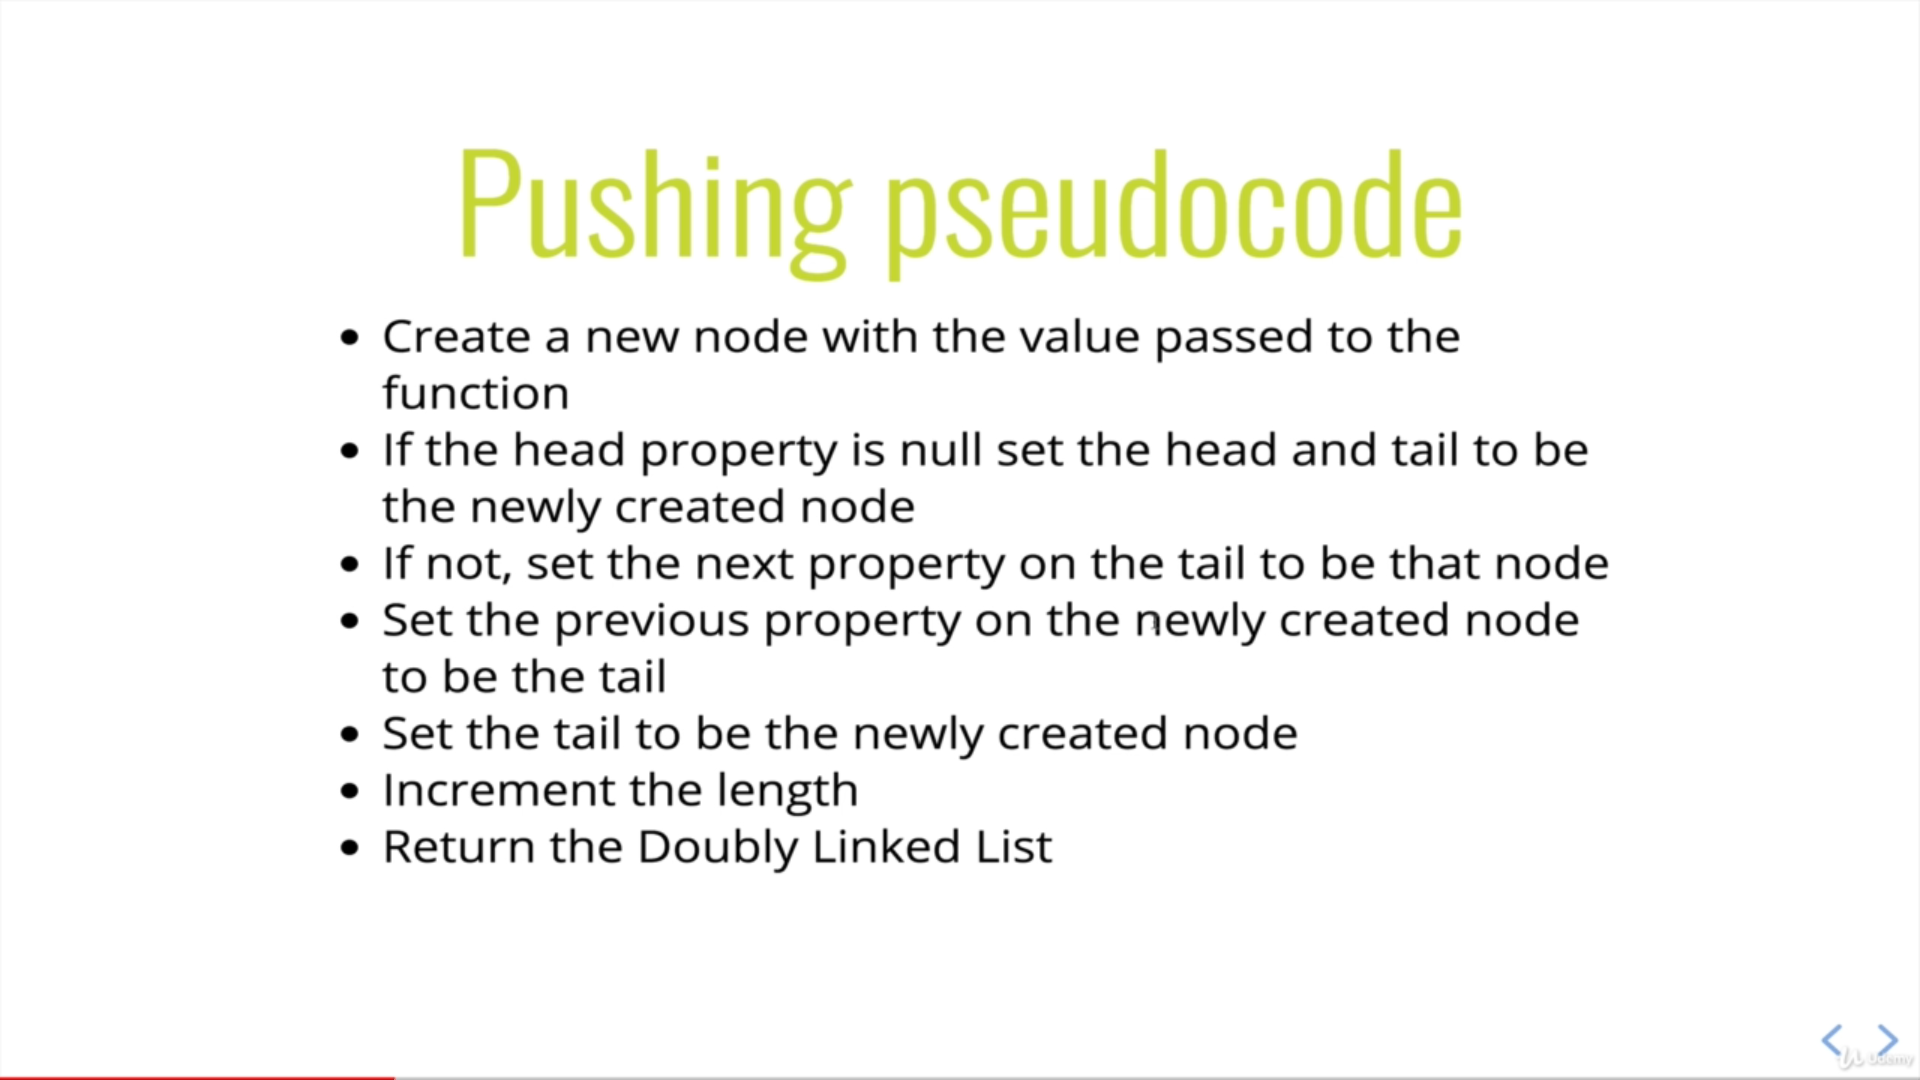 Pushing pseudocode
• Create a new node with the value passed to the
function
• If the head property is null set the head and tail to be
the newly created node
• If not, set the next property on the tail to be that node
• Set the previous property on the newly created node
to be the tail
• Set the tail to be the newly created node
• Increment the length
• Return the Doubly Linked List
Udemy